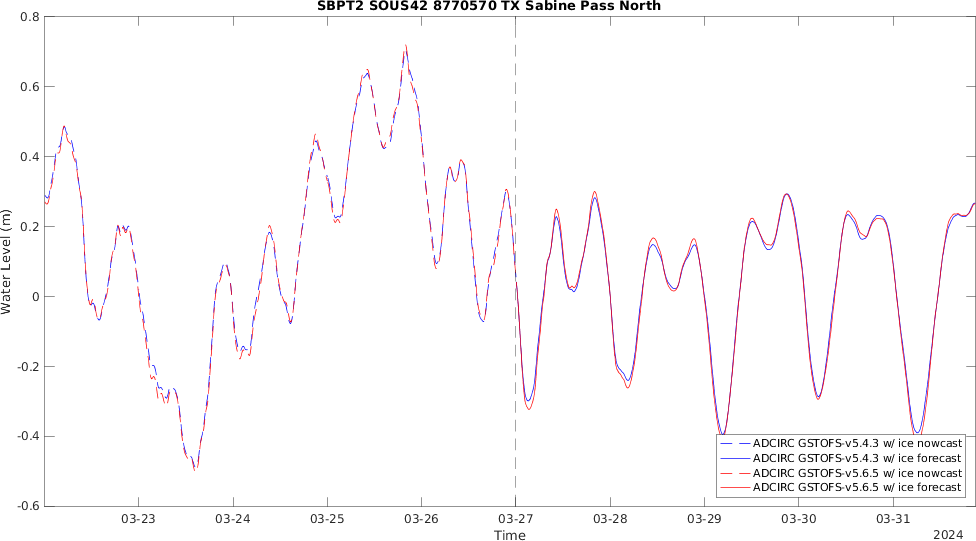 SBPT2 SOUS42 8770570 TX Sabine Pass North
0.8
0.6
0.4
0.2
0
-0.2
-0.4
-0.6
Water Level (m)
ADCIRC GSTOFS-v5.4.3 w/ ice nowcast
ADCIRC GSTOFS-v5.4.3 w/ ice forecast
ADCIRC GSTOFS-v5.6.5 w/ ice nowcast
ADCIRC GSTOFS-v5.6.5 w/ ice forecast
03-23 03-24 03-25 03-26 03-27 03-28 03-29 03-30 03-31
Time
2024